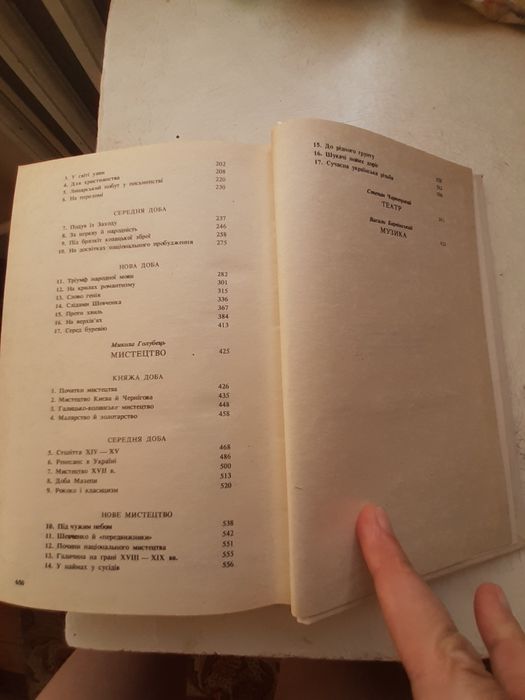 3. У світі уяви 202
4. Для християнства 208
5. Лицарський побут у письменстві 220
6. На переломі 230
СЕРЕДНЯ ДОБА
7. Подув із Заходу 237
8. За церкву й народність 246
9. Під брязкіт козацької зброї 258
10. На досвітках національного пробудження 275
НОВА ДОБА
11. Тріумф народної мови 282
12. На крилах романтизму 301
13. Слово генія 315
14. Слідами Шевченка 336
15. Проти хвиль 367
16. На верхів'ях 384
17. Серед буревію 413
Микола Голубець
МИСТЕЦТВО 425
КНЯЖА ДОБА
1. Початки мистецтва 426
2. Мистецтво Києва й Чернігова 435
3. Галицько-волинське мистецтво 448
4. Малярство й золотарство 458
СЕРЕДНЯ ДОБА
5. Століття XIV — XV 468
6. Ренесанс в Україні 486
7. Мистецтво XVII в. 500
8. Доба Мазепи 513
9. Рококо і класицизм 520
НОВЕ МИСТЕЦТВО
10. Під чужим небом 538
11. Шевченко й «передвижники» 542
12. Почини національного мистецтва 551
13. Галичина на грані XVIII — XIX вв. 555
14. У наймах у сусідів 556
656
15. До рідного ґрунту
16. Шукачі нових доріг
17. Сучасна українська різьба
Степан Чарнецький
ТЕАТР
Василь Барвінський
МУЗИКА